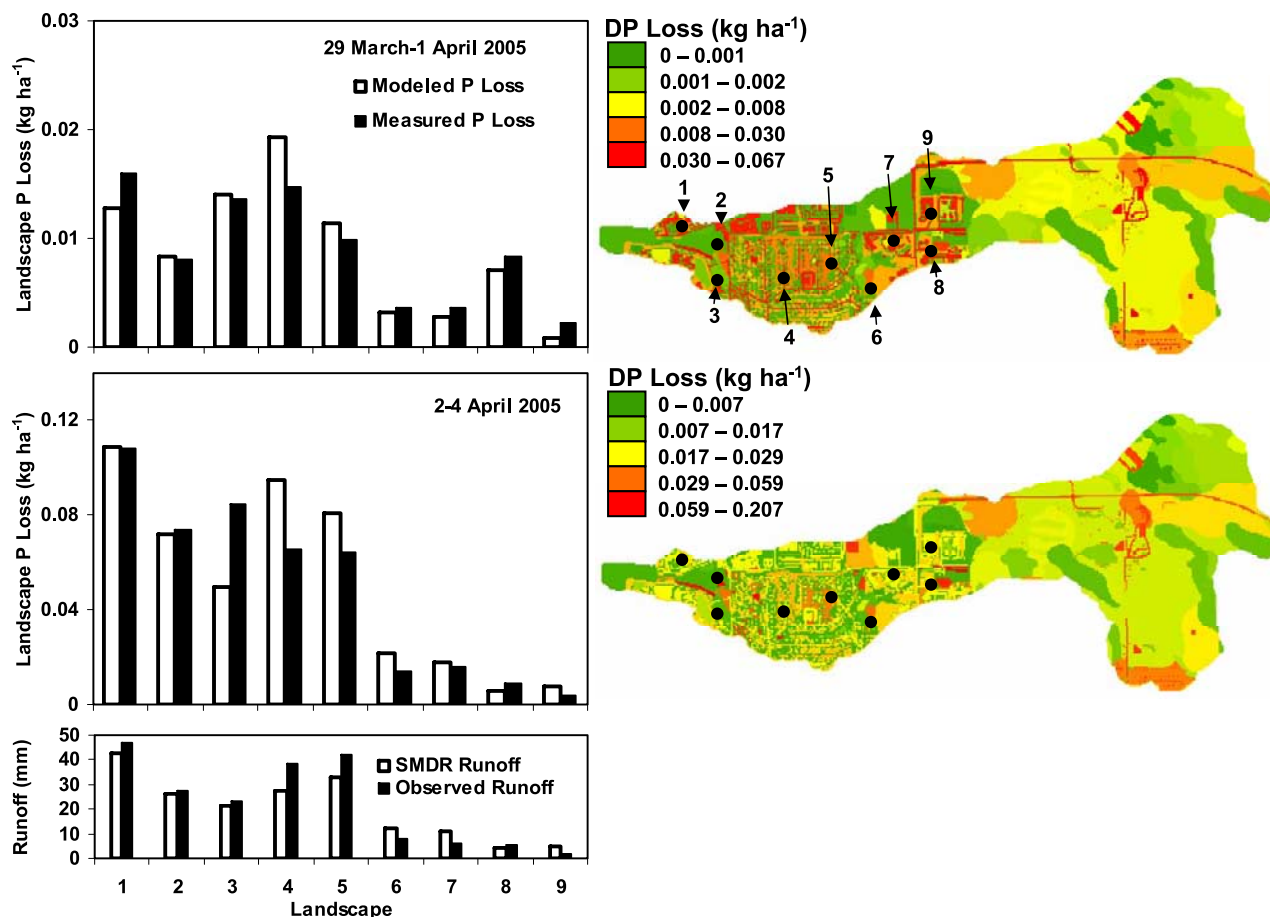 0.03
0.02
0.01
0
Landscape P Loss (kg ha-1)
29 March-1 April 2005
Modeled P Loss
Measured P Loss
DP Loss (kg ha-1)
0 – 0.001
0.001 – 0.002
0.002 – 0.008
0.008 – 0.030
0.030 – 0.067
1
2
3
4
5
6
7
8
9
0.12
0.08
0.04
0
Landscape P Loss (kg ha-1)
2-4 April 2005
DP Loss (kg ha-1)
0 – 0.007
0.007 – 0.017
0.017 – 0.029
0.029 – 0.059
0.059 – 0.207
50
40
30
20
10
0
Runoff (mm)
SMDR Runoff
Observed Runoff
1 2 3 4 5 6 7 8 9
Landscape